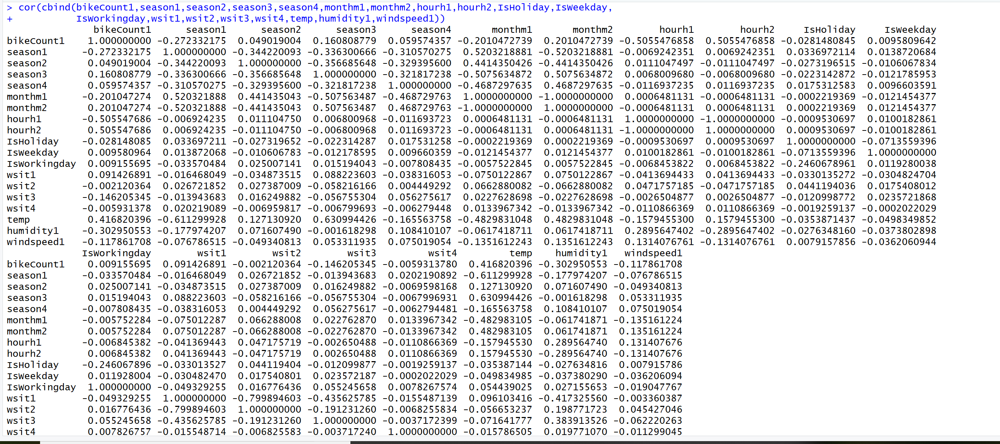 > cor(cbind(bikeCount1,season1,season2,season3,season4,monthm1,monthm2,hourh1,hourh2,IsHoliday,IsWeekday,
+ IsWorkingday,wsit1,wsit2,wsit3,wsit4,temp,humidity1,windspeed1))
bikeCount1 season1 season2 season3 season4 monthm1 monthm2 hourh1 hourh2 IsHoliday IsWeekday
bikeCount1 1.000000000 -0.272332175 0.049019004 0.160808779 0.059574357 -0.2010472739 0.2010472739 -0.5055476858 0.5055476858 -0.0281480845 0.0095809642
season1 -0.272332175 1.000000000 -0.344220093 -0.336300666 -0.310570275 0.5203218881 -0.5203218881 -0.0069242351 0.0069242351 0.0336972114 0.0138720684
season2 0.049019004 -0.344220093 1.000000000 -0.356685648 -0.329395600 0.4414350426 -0.4414350426 0.0111047497 -0.0111047497 -0.0273196515 -0.0106067834
season3 0.160808779 -0.336300666 -0.356685648 1.000000000 -0.321817238 -0.5075634872 0.5075634872 0.0068009680 -0.0068009680 -0.0223142872 -0.0121785953
season4 0.059574357 -0.310570275 -0.329395600 -0.321817238 1.000000000 -0.4687297635 0.4687297635 -0.0116937235 0.0116937235 0.0175312583 0.0096603591
monthm1 -0.201047274 0.520321888 0.441435043 -0.507563487 -0.468729763 1.0000000000 -1.0000000000 0.0006481131 -0.0006481131 -0.0002219369 -0.0121454377
monthm2 0.201047274 -0.520321888 -0.441435043 0.507563487 0.468729763 -1.0000000000 1.0000000000 -0.0006481131 0.0006481131 0.0002219369 0.0121454377
hourh1 -0.505547686 -0.006924235 0.011104750 0.006800968 -0.011693723 0.0006481131 -0.0006481131 1.0000000000 -1.0000000000 -0.0009530697 0.0100182861
hourh2 0.505547686 0.006924235 -0.011104750 -0.006800968 0.011693723 -0.0006481131 0.0006481131 -1.0000000000 1.0000000000 0.0009530697 -0.0100182861
IsHoliday -0.028148085 0.033697211 -0.027319652 -0.022314287 0.017531258 -0.0002219369 0.0002219369 -0.0009530697 0.0009530697 1.0000000000 -0.0713559396
IsWeekday 0.009580964 0.013872068 -0.010606783 -0.012178595 0.009660359 -0.0121454377 0.0121454377 0.0100182861 -0.0100182861 -0.0713559396 1.0000000000
IsWorkingday 0.009155695 -0.033570484 0.025007141 0.015194043 -0.007808435 -0.0057522845 0.0057522845 -0.0068453822 0.0068453822 -0.2460678961 0.0119280038
wsit1 0.091426891 -0.016468049 -0.034873515 0.088223603 -0.038316053 -0.0750122867 0.0750122867 -0.0413694433 0.0413694433 -0.0330135272 -0.0304824704
wsit2 -0.002120364 0.026721852 0.027387009 -0.058216166 0.004449292 0.0662880082 -0.0662880082 0.0471757185 -0.0471757185 0.0441194036 0.0175408012
wsit3 -0.146205345 -0.013943683 0.016249882 -0.056755304 0.056275617 0.0227628698 -0.0227628698 -0.0026504877 0.0026504877 -0.0120998772 0.0235721868
wsit4 -0.005931378 0.020219089 -0.006959817 -0.006799693 -0.006279448 0.0133967342 -0.0133967342 -0.0110866369 0.0110866369 -0.0019259137 -0.0002022029
temp 0.416820396 -0.611299928 0.127130920 0.630994426 -0.165563758 -0.4829831048 0.4829831048 -0.1579455300 0.1579455300 -0.0353871437 -0.0498349852
humidity1 -0.302950553 -0.177974207 0.071607490 -0.001618298 0.108410107 -0.0617418711 0.0617418711 0.2895647402 -0.2895647402 -0.0276348160 -0.0373802898
windspeed1 -0.117861708 -0.076786515 -0.049340813 0.053311935 0.075019054 -0.1351612243 0.1351612243 0.1314076761 -0.1314076761 0.0079157856 -0.0362060944
IsWorkingday wsit1 wsit2 wsit3 wsit4 temp humidity1 windspeed1
bikeCount1 0.009155695 0.091426891 -0.002120364 -0.146205345 -0.0059313780 0.416820396 -0.302950553 -0.117861708
season1 -0.033570484 -0.016468049 0.026721852 -0.013943683 0.0202190892 -0.611299928 -0.177974207 -0.076786515
season2 0.025007141 -0.034873515 0.027387009 0.016249882 -0.0069598168 0.127130920 0.071607490 -0.049340813
season3 0.015194043 0.088223603 -0.058216166 -0.056755304 -0.0067996931 0.630994426 -0.001618298 0.053311935
season4 -0.007808435 -0.038316053 0.004449292 0.056275617 -0.0062794481 -0.165563758 0.108410107 0.075019054
monthm1 -0.005752284 -0.075012287 0.066288008 0.022762870 0.0133967342 -0.482983105 -0.061741871 -0.135161224
monthm2 0.005752284 0.075012287 -0.066288008 -0.022762870 -0.0133967342 0.482983105 0.061741871 0.135161224
hourh1 -0.006845382 -0.041369443 0.047175719 -0.002650488 -0.0110866369 -0.157945530 0.289564740 0.131407676
hourh2 0.006845382 0.041369443 -0.047175719 0.002650488 0.0110866369 0.157945530 -0.289564740 -0.131407676
IsHoliday -0.246067896 -0.033013527 0.044119404 -0.012099877 -0.0019259137 -0.035387144 -0.027634816 0.007915786
IsWeekday 0.011928004 -0.030482470 0.017540801 0.023572187 -0.0002022029 -0.049834985 -0.037380290 -0.036206094
IsWorkingday 1.000000000 -0.049329255 0.016776436 0.055245658 0.0078267574 0.054439025 0.027155653 -0.019047767
wsit1 -0.049329255 1.000000000 -0.799894603 -0.435625785 -0.0155487139 0.096103416 -0.417325560 -0.003360387
wsit2 0.016776436 -0.799894603 1.000000000 -0.191231260 -0.0068255834 -0.056653237 0.198771723 0.045427046
wsit3 0.055245658 -0.435625785 -0.191231260 1.000000000 -0.0037172399 -0.071641777 0.383913526 -0.062220263
wsit4 0.007826757 -0.015548714 -0.006825583 -0.003717240 1.0000000000 -0.015786505 0.019771070 -0.011299045